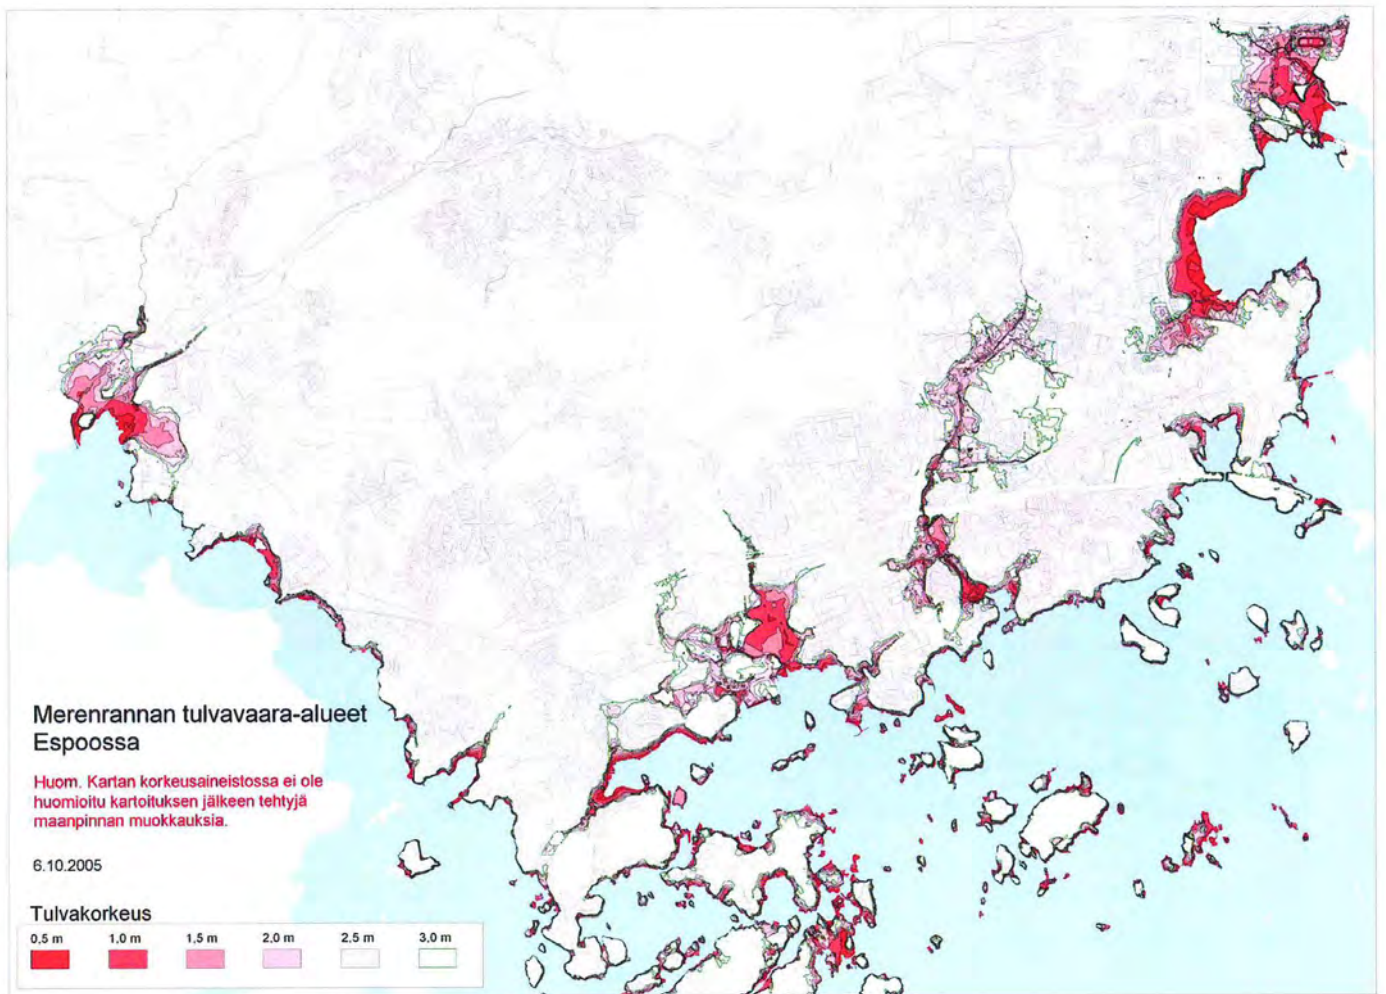 Merenrannan tulvavaara-alueet
Espoossa
Huom. Kartan korkeusaineistossa ei ole
huomioitu kartoituksen jälkeen tehtyjä
maanpinnan muokkauksia.
6.10.2005
Tulvakorkeus
0,5 m 1,0 m 1,5 m 2,0 m 2,5 m 3,0 m